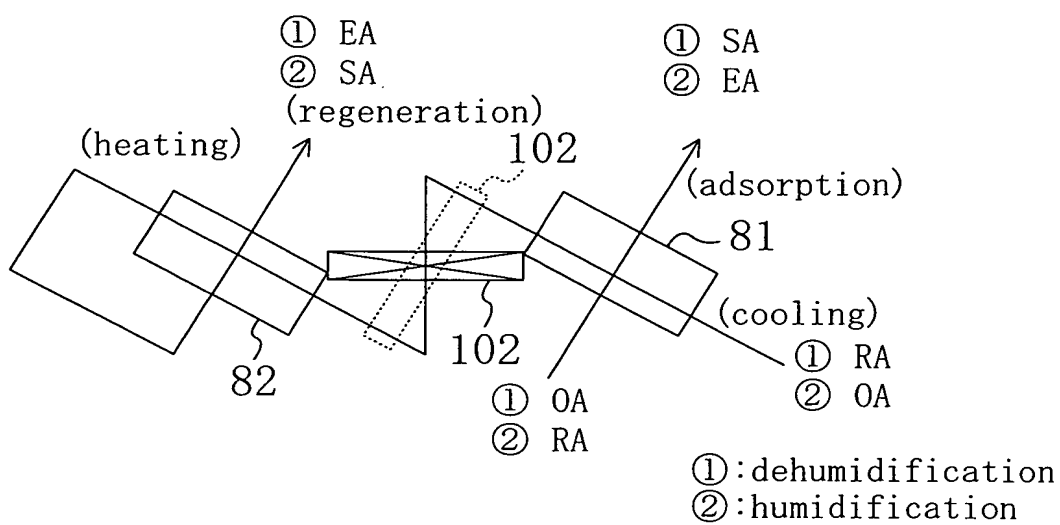 ① EA
② SA
(regeneration)
(heating)
102
① SA
② EA
(adsorption)
81
(cooling)
① RA
② OA
102
82
① OA
② RA
①:dehumidification
②:humidification